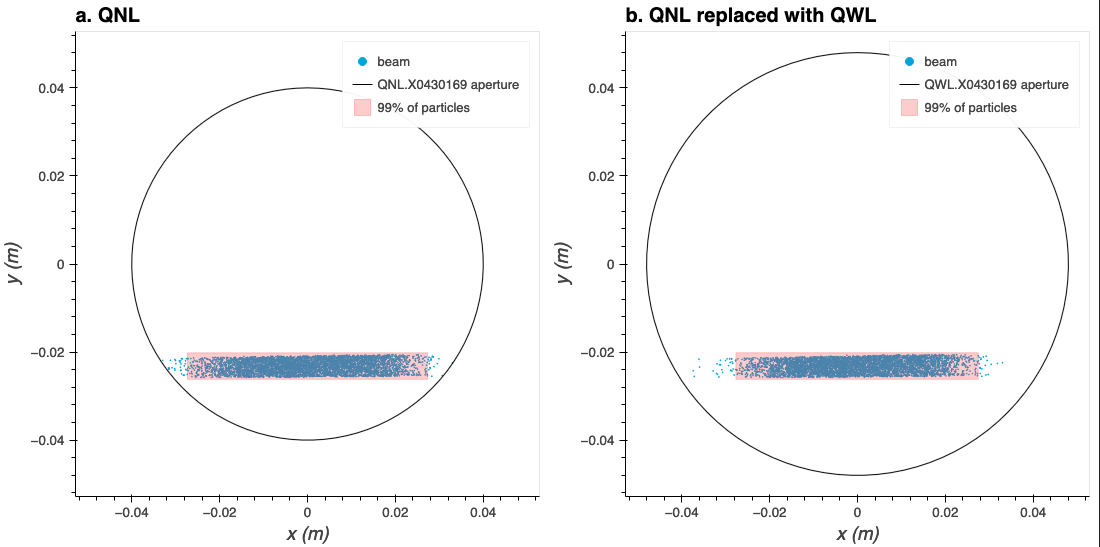 a. QNL
beam
QNL.X0430169 aperture
99% of particles
0.04
0.02
0
−0.02
−0.04
y (m)
−0.04
−0.02
0
0.02
0.04
x (m)
b. QNL replaced with QWL
beam
QWL.X0430169 aperture
99% of particles
0.04
0.02
0
−0.02
−0.04
y (m)
−0.04
−0.02
0
0.02
0.04
x (m)